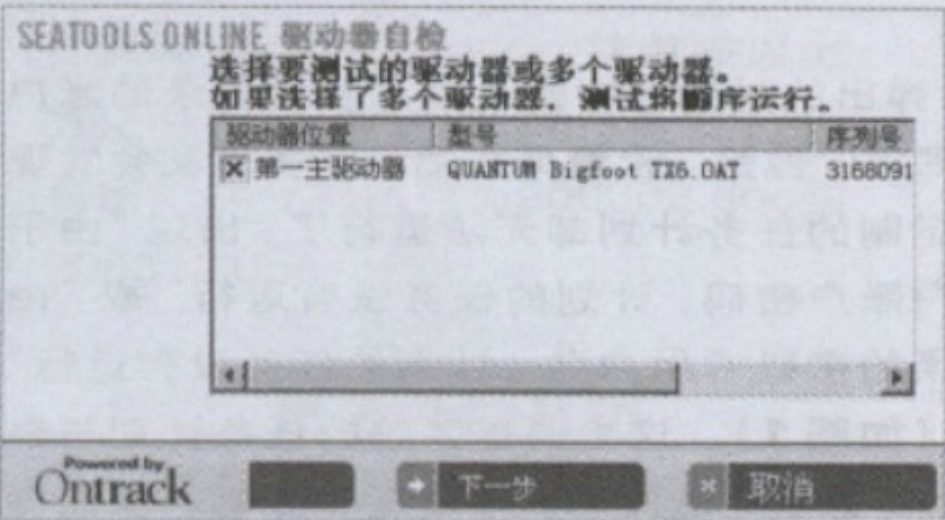 SEATOOLS ONLINE 驱动器自检
选择要测试的驱动器或多个驱动器。
如果选择了多个驱动器，测试将顺序运行。
驱动器位置 型号 序列号
第一主驱动器 QUANTUM Bigfoot TX6.0AT 3168091
Powered by
Ontrack
下一步 取消